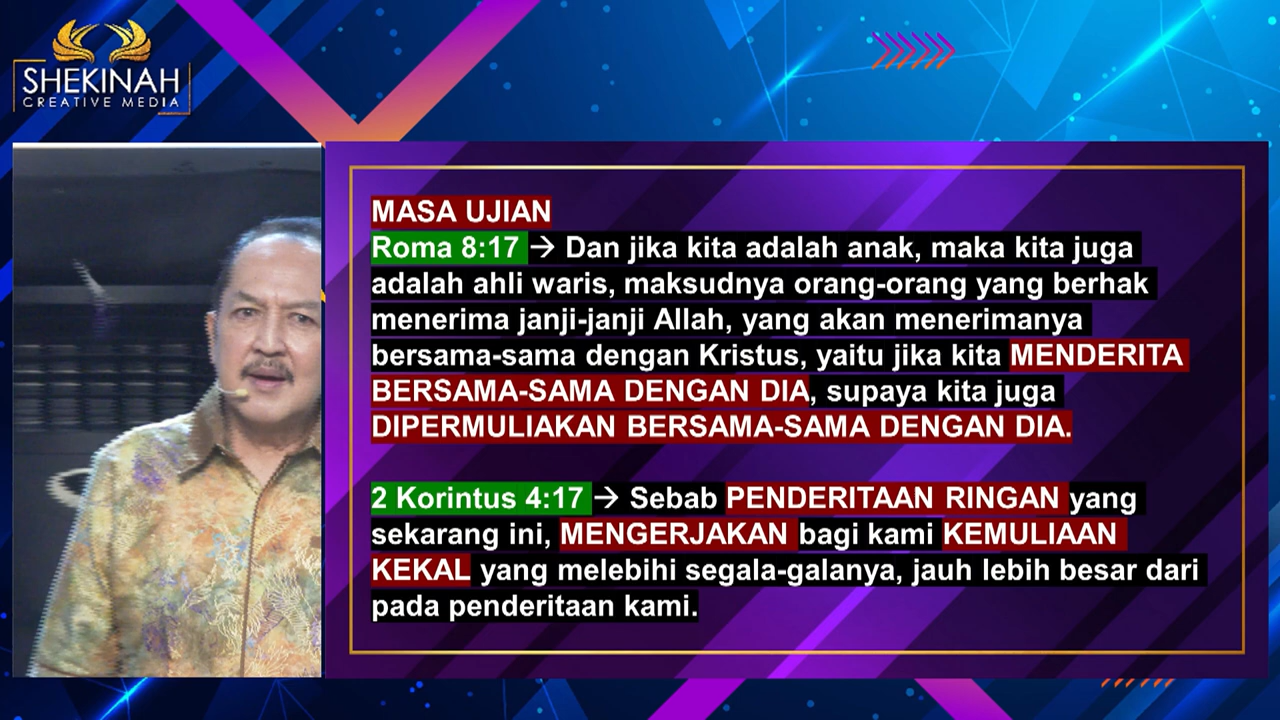 SHEKINAH
CREATIVE MEDIA
MASA UJIAN
Roma 8:17 → Dan jika kita adalah anak, maka kita juga
adalah ahli waris, maksudnya orang-orang yang berhak
menerima janji-janji Allah, yang akan menerimanya
bersama-sama dengan Kristus, yaitu jika kita MENDERITA
BERSAMA-SAMA DENGAN DIA, supaya kita juga
DIPERMULIAKAN BERSAMA-SAMA DENGAN DIA.
2 Korintus 4:17 → Sebab PENDERITAAN RINGAN yang
sekarang ini, MENGERJAKAN bagi kami KEMULIAAN
KEKAL yang melebihi segala-galanya, jauh lebih besar dari
pada penderitaan kami.